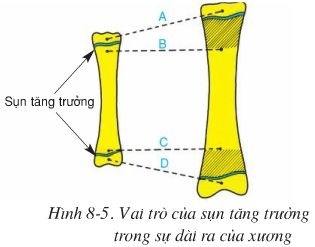 A
B
Sụn tăng trưởng
C
D
Hình 8-5. Vai trò của sụn tăng trưởng
trong sự dài ra của xương